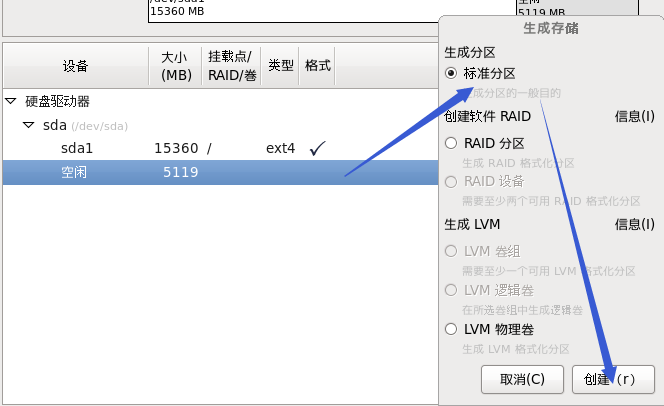 15360 MB
空闲
5119 MB
设备
大小
(MB)
挂载点/
RAID/卷
类型
格式
硬盘驱动器
sda (/dev/sda)
sda1 15360 / ext4
空闲 5119
生成存储
生成分区
标准分区
成分区的一般目的
创建软件 RAID 信息(I)
RAID 分区
生成 RAID 格式化分区
RAID 设备
需要至少两个可用 RAID 格式化分区
生成 LVM 信息(I)
LVM 卷组
需要至少一个可用 LVM 格式化分区
LVM 逻辑卷
在所选卷组中生成逻辑卷
LVM 物理卷
生成 LVM 格式化分区
取消(C) 创建（r）